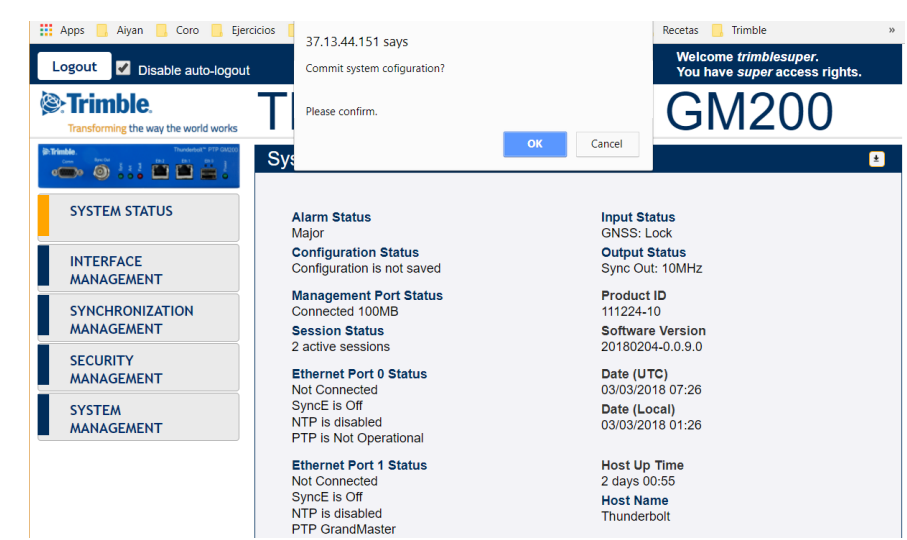 Apps Aiyan Coro Ejercicios Recetas Trimble »
37.13.44.151 says
Commit system cofiguration?
Please confirm.
OK Cancel
Logout Disable auto-logout
Welcome trimblesuper.
You have super access rights.
Trimble.
Transforming the way the world works
GM200
Trimble. Thunderbolt™ PTP GM200
Sys
SYSTEM STATUS
INTERFACE
MANAGEMENT
SYNCHRONIZATION
MANAGEMENT
SECURITY
MANAGEMENT
SYSTEM
MANAGEMENT
Alarm Status
Major
Configuration Status
Configuration is not saved
Management Port Status
Connected 100MB
Session Status
2 active sessions
Ethernet Port 0 Status
Not Connected
SyncE is Off
NTP is disabled
PTP is Not Operational
Ethernet Port 1 Status
Not Connected
SyncE is Off
NTP is disabled
PTP GrandMaster
Input Status
GNSS: Lock
Output Status
Sync Out: 10MHz
Product ID
111224-10
Software Version
20180204-0.0.9.0
Date (UTC)
03/03/2018 07:26
Date (Local)
03/03/2018 01:26
Host Up Time
2 days 00:55
Host Name
Thunderbolt